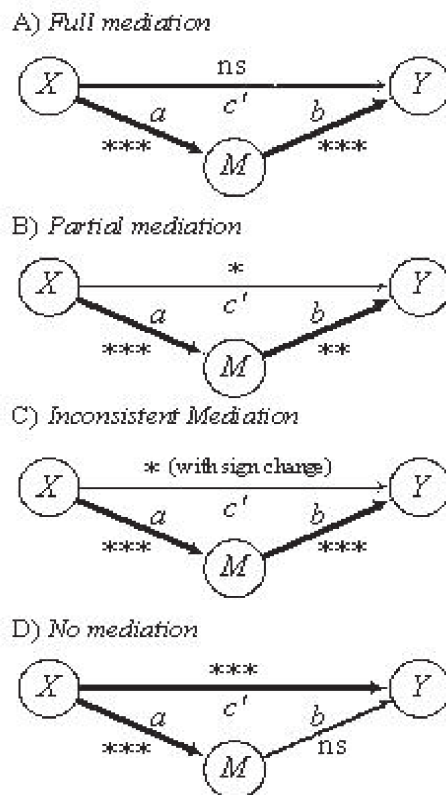 A) Full mediation
ns
X Y
a c' b
*** M ***
B) Partial mediation
*
X Y
a c' b
*** M **
C) Inconsistent Mediation
* (with sign change)
X Y
a c' b
*** M ***
D) No mediation
***
X Y
a c' b
*** M ns